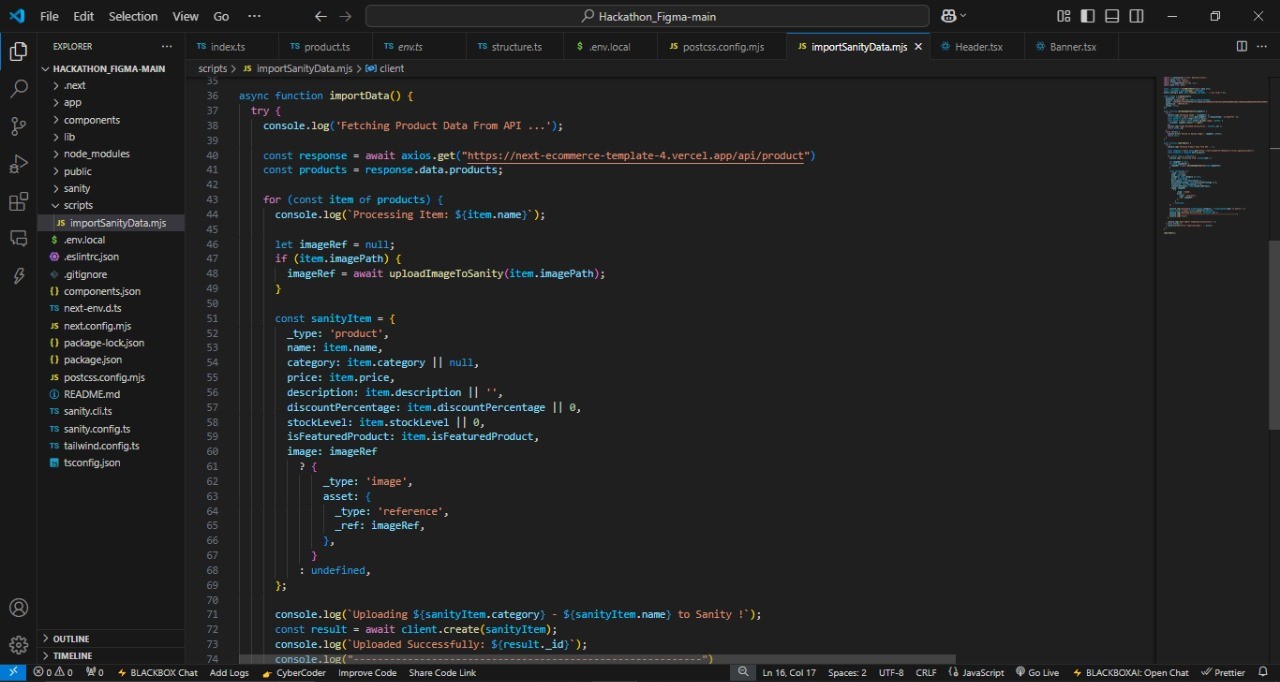 File Edit Selection View Go ··· Hackathon_Figma-main
EXPLORER ···
HACKATHON_FIGMA-MAIN
.next
app
components
lib
node_modules
public
sanity
scripts
JS importSanityData.mjs
$ .env.local
.eslintrc.json
.gitignore
{} components.json
TS next-env.d.ts
JS next.config.mjs
{} package-lock.json
{} package.json
JS postcss.config.mjs
README.md
TS sanity.cli.ts
TS sanity.config.ts
TS tailwind.config.ts
tsconfig.json
OUTLINE
TIMELINE
TS index.ts TS product.ts TS env.ts TS structure.ts $ .env.local JS postcss.config.mjs JS importSanityData.mjs Header.tsx Banner.tsx
scripts > JS importSanityData.mjs > client
35
36 async function importData() {
37 try {
38 console.log('Fetching Product Data From API ...');
39
40 const response = await axios.get("https://next-ecommerce-template-4.vercel.app/api/product")
41 const products = response.data.products;
42
43 for (const item of products) {
44 console.log(`Processing Item: ${item.name}`);
45
46 let imageRef = null;
47 if (item.imagePath) {
48 imageRef = await uploadImageToSanity(item.imagePath);
49 }
50
51 const sanityItem = {
52 _type: 'product',
53 name: item.name,
54 category: item.category || null,
55 price: item.price,
56 description: item.description || '',
57 discountPercentage: item.discountPercentage || 0,
58 stockLevel: item.stockLevel || 0,
59 isFeaturedProduct: item.isFeaturedProduct,
60 image: imageRef
61 ? {
62 _type: 'image',
63 asset: {
64 _type: 'reference',
65 _ref: imageRef,
66 },
67 }
68 : undefined,
69 };
70
71 console.log(`Uploading ${sanityItem.category} - ${sanityItem.name} to Sanity !`);
72 const result = await client.create(sanityItem);
73 console.log(`Uploaded Successfully: ${result._id}`);
74 console.log("----------------------------------------------------------")
0 0 0 BLACKBOX Chat Add Logs CyberCoder Improve Code Share Code Link Ln 16, Col 17 Spaces: 2 UTF-8 CRLF {} JavaScript Go Live BLACKBOXAI: Open Chat Prettier